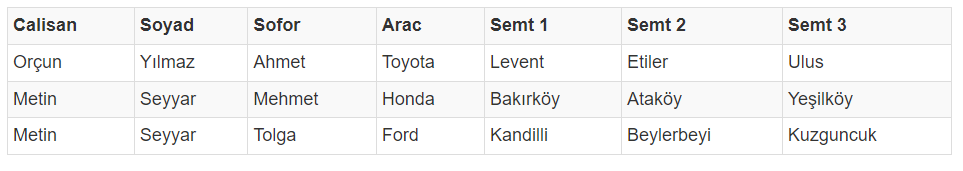 Calisan Soyad Sofor Arac Semt 1 Semt 2 Semt 3
Orçun Yılmaz Ahmet Toyota Levent Etiler Ulus
Metin Seyyar Mehmet Honda Bakırköy Ataköy Yeşilköy
Metin Seyyar Tolga Ford Kandilli Beylerbeyi Kuzguncuk